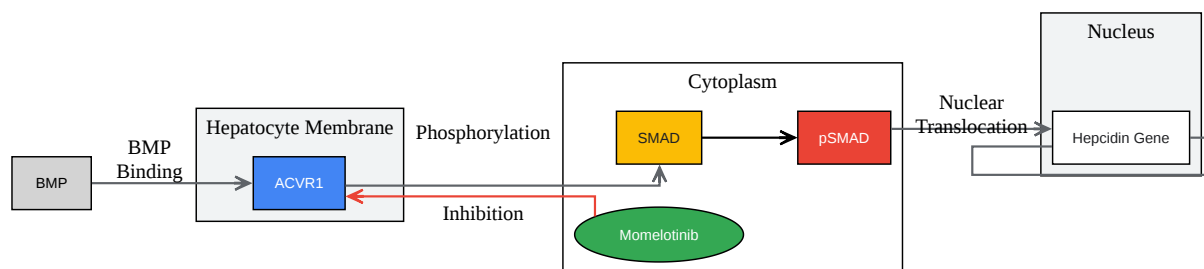 BMP
BMP
Binding
Hepatocyte Membrane
ACVR1
Phosphorylation
Inhibition
Cytoplasm
SMAD
pSMAD
Momelotinib
Nuclear
Translocation
Nucleus
Hepcidin Gene